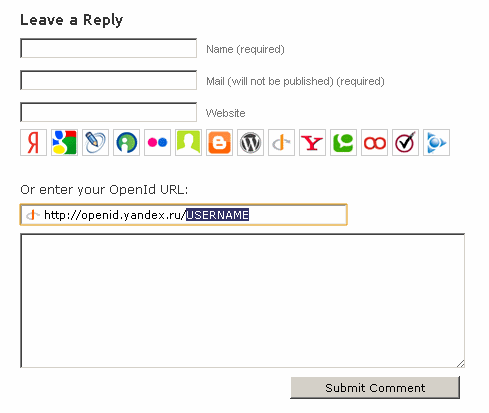 Leave a Reply
Name (required)
Mail (will not be published) (required)
Website
Я
Or enter your OpenId URL:
http://openid.yandex.ru/USERNAME
Submit Comment